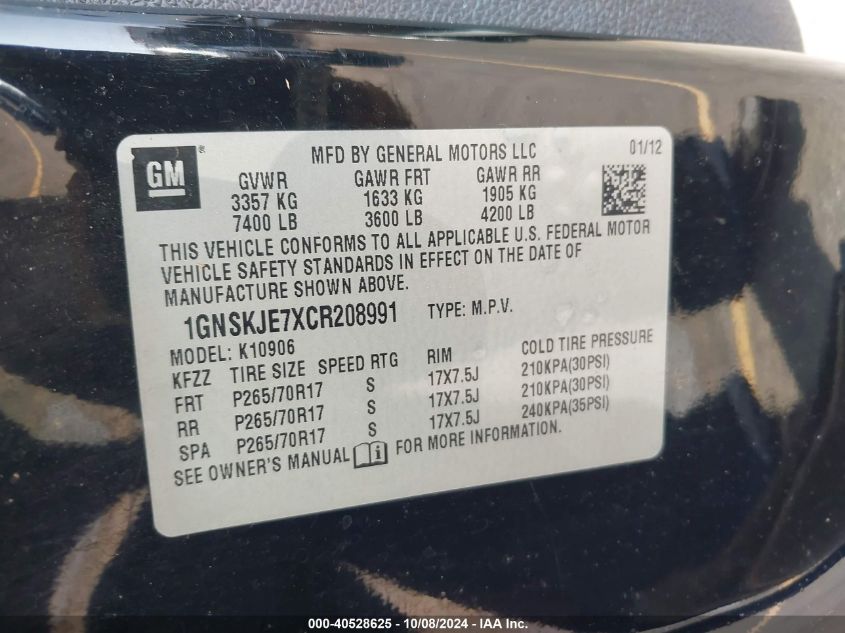 GM ® MFD BY GENERAL MOTORS LLC 01/12
GVWR GAWR FRT GAWR RR
3357 KG 1633 KG 1905 KG
7400 LB 3600 LB 4200 LB
THIS VEHICLE CONFORMS TO ALL APPLICABLE U.S. FEDERAL MOTOR
VEHICLE SAFETY STANDARDS IN EFFECT ON THE DATE OF
MANUFACTURE SHOWN ABOVE.
1GNSKJE7XCR208991 TYPE: M.P.V.
MODEL: K10906
KFZZ TIRE SIZE SPEED RTG RIM COLD TIRE PRESSURE
FRT P265/70R17 S 17X7.5J 210KPA(30PSI)
RR P265/70R17 S 17X7.5J 210KPA(30PSI)
SPA P265/70R17 S 17X7.5J 240KPA(35PSI)
SEE OWNER'S MANUAL i FOR MORE INFORMATION.
000-40528625 - 10/08/2024 - IAA Inc.